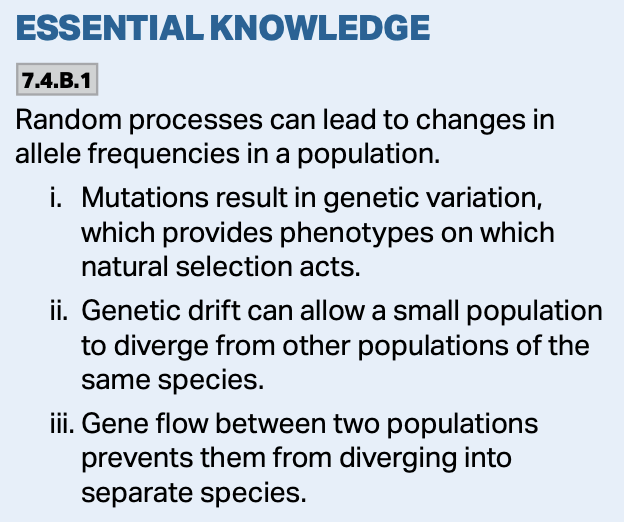 ESSENTIAL KNOWLEDGE
7.4.B.1
Random processes can lead to changes in
allele frequencies in a population.
i. Mutations result in genetic variation,
which provides phenotypes on which
natural selection acts.
ii. Genetic drift can allow a small population
to diverge from other populations of the
same species.
iii. Gene flow between two populations
prevents them from diverging into
separate species.